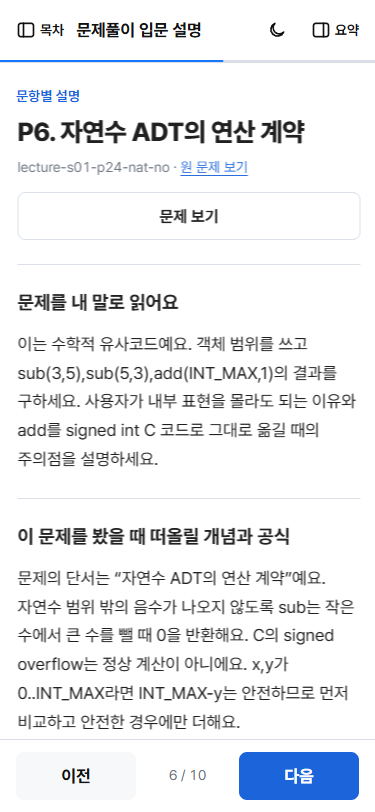 목차 문제풀이 입문 설명 요약
문항별 설명
P6. 자연수 ADT의 연산 계약
lecture-s01-p24-nat-no · 원 문제 보기
문제 보기
문제를 내 말로 읽어요
이는 수학적 유사코드예요. 객체 범위를 쓰고
sub(3,5),sub(5,3),add(INT_MAX,1)의 결과를
구하세요. 사용자가 내부 표현을 몰라도 되는 이유와
add를 signed int C 코드로 그대로 옮길 때의
주의점을 설명하세요.
이 문제를 봤을 때 떠올릴 개념과 공식
문제의 단서는 “자연수 ADT의 연산 계약”예요.
자연수 범위 밖의 음수가 나오지 않도록 sub는 작은
수에서 큰 수를 뺄 때 0을 반환해요. C의 signed
overflow는 정상 계산이 아니에요. x,y가
0..INT_MAX라면 INT_MAX-y는 안전하므로 먼저
비교하고 안전한 경우에만 더해요.
이전 6 / 10 다음